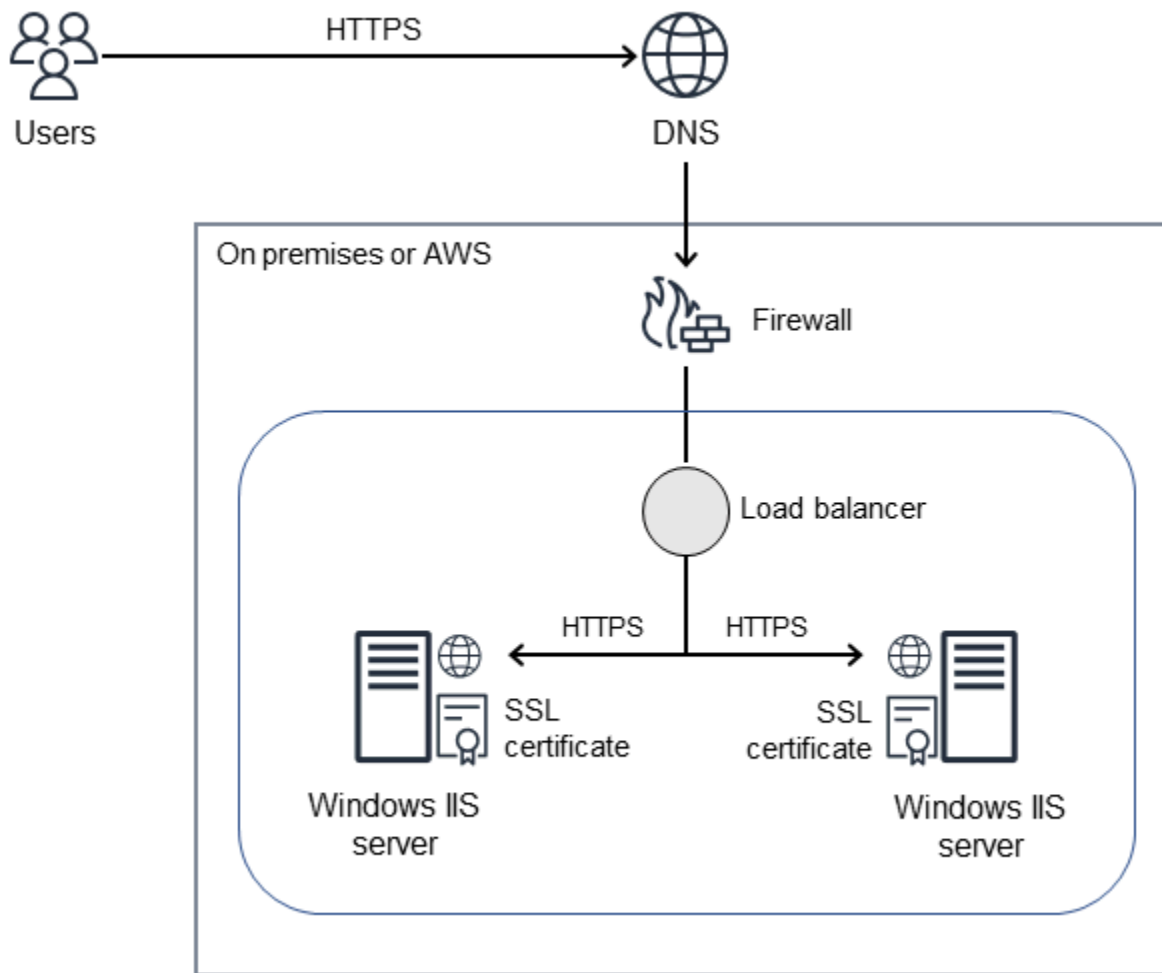 HTTPS
Users
DNS
On premises or AWS
Firewall
Load balancer
HTTPS
HTTPS
SSL
certificate
SSL
certificate
Windows IIS
server
Windows IIS
server